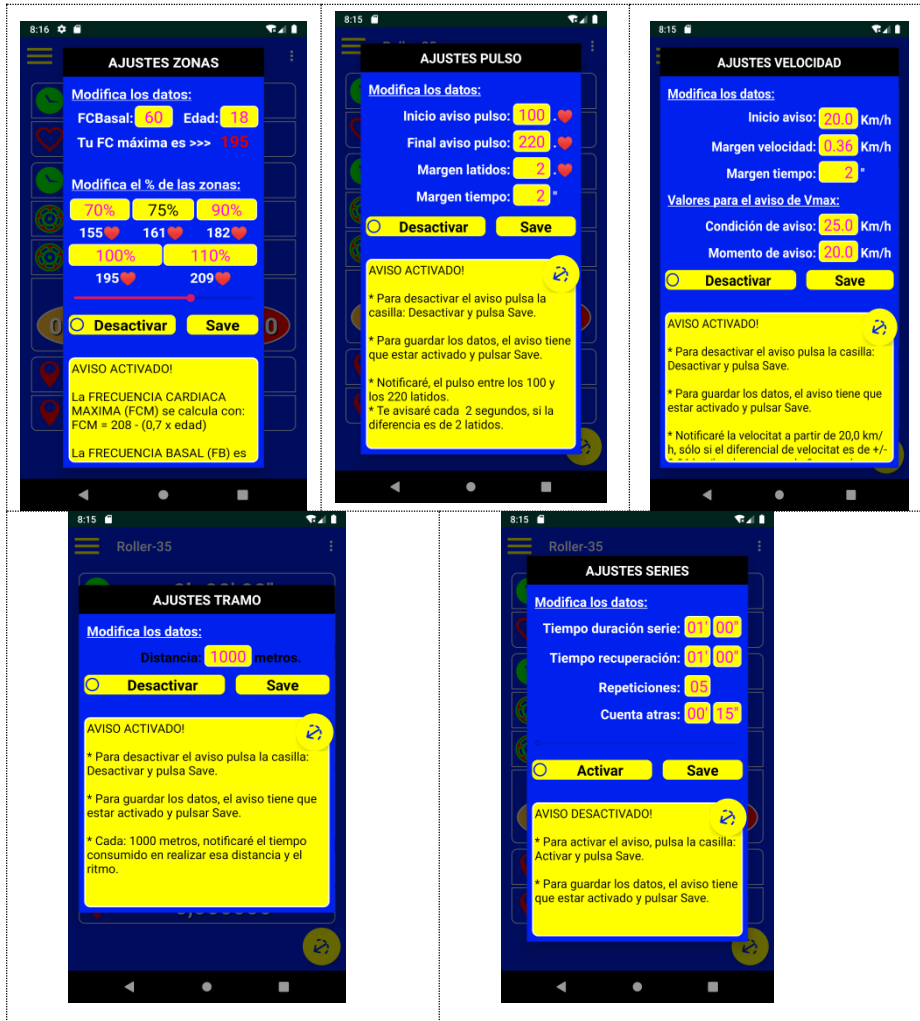 8:16
AJUSTES ZONAS
Modifica los datos:
FCBasal: 60 Edad: 18
Tu FC máxima es >>> 195
Modifica el % de las zonas:
70% 75% 90%
155 161 182
100% 110%
195 209
Desactivar Save
AVISO ACTIVADO!
La FRECUENCIA CARDIACA
MAXIMA (FCM) se calcula con:
FCM = 208 - (0,7 x edad)
La FRECUENCIA BASAL (FB) es
8:15
AJUSTES PULSO
Modifica los datos:
Inicio aviso pulso: 100 .
Final aviso pulso: 220 .
Margen latidos: 2 .
Margen tiempo: 2 "
Desactivar Save
AVISO ACTIVADO!
* Para desactivar el aviso pulsa la
casilla: Desactivar y pulsa Save.
* Para guardar los datos, el aviso tiene
que estar activado y pulsar Save.
* Notificaré, el pulso entre los 100 y
los 220 latidos.
* Te avisaré cada 2 segundos, si la
diferencia es de 2 latidos.
8:15
AJUSTES VELOCIDAD
Modifica los datos:
Inicio aviso: 20.0 Km/h
Margen velocidad: 0.36 Km/h
Margen tiempo: 2 "
Valores para el aviso de Vmax:
Condición de aviso: 25.0 Km/h
Momento de aviso: 20.0 Km/h
Desactivar Save
AVISO ACTIVADO!
* Para desactivar el aviso pulsa la casilla:
Desactivar y pulsa Save.
* Para guardar los datos, el aviso tiene que
estar activado y pulsar Save.
* Notificaré la velocitat a partir de 20,0 km/
h, sólo si el diferencial de velocitat es de +/-
8:15
Roller-35
AJUSTES TRAMO
Modifica los datos:
Distancia: 1000 metros.
Desactivar Save
AVISO ACTIVADO!
* Para desactivar el aviso pulsa la casilla:
Desactivar y pulsa Save.
* Para guardar los datos, el aviso tiene que
estar activado y pulsar Save.
* Cada: 1000 metros, notificaré el tiempo
consumido en realizar esa distancia y el
ritmo.
8:15
Roller-35
AJUSTES SERIES
Modifica los datos:
Tiempo duración serie: 01' 00"
Tiempo recuperación: 01' 00"
Repeticiones: 05
Cuenta atras: 00' 15"
Activar Save
AVISO DESACTIVADO!
* Para activar el aviso, pulsa la casilla:
Activar y pulsa Save.
* Para guardar los datos, el aviso tiene
que estar activado y pulsar Save.